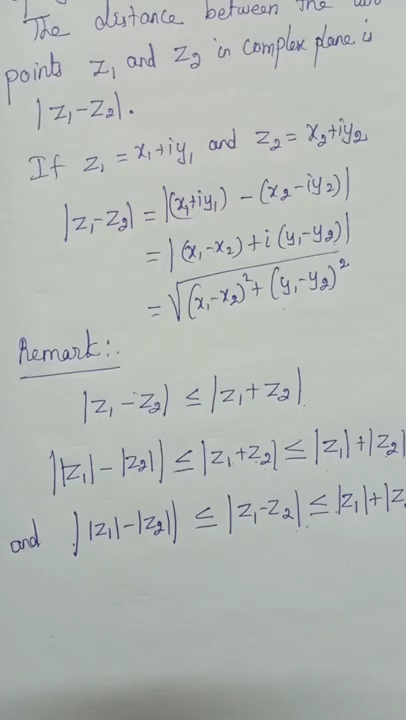 The distance between the two
points z₁ and z₂ in complex plane is
|z₁-z₂|.
If z₁ = x₁+iy₁ and z₂ = x₂+iy₂
|z₁-z₂| = |(x₁+iy₁) - (x₂-iy₂)|
= |(x₁-x₂)+i(y₁-y₂)|
= √(x₁-x₂)²+(y₁-y₂)²
Remark:.
|z₁-z₂| ≤ |z₁+z₂|
||z₁|-|z₂|| ≤ |z₁+z₂| ≤ |z₁|+|z₂|
and ||z₁|-|z₂|| ≤ |z₁-z₂| ≤ |z₁|+|z